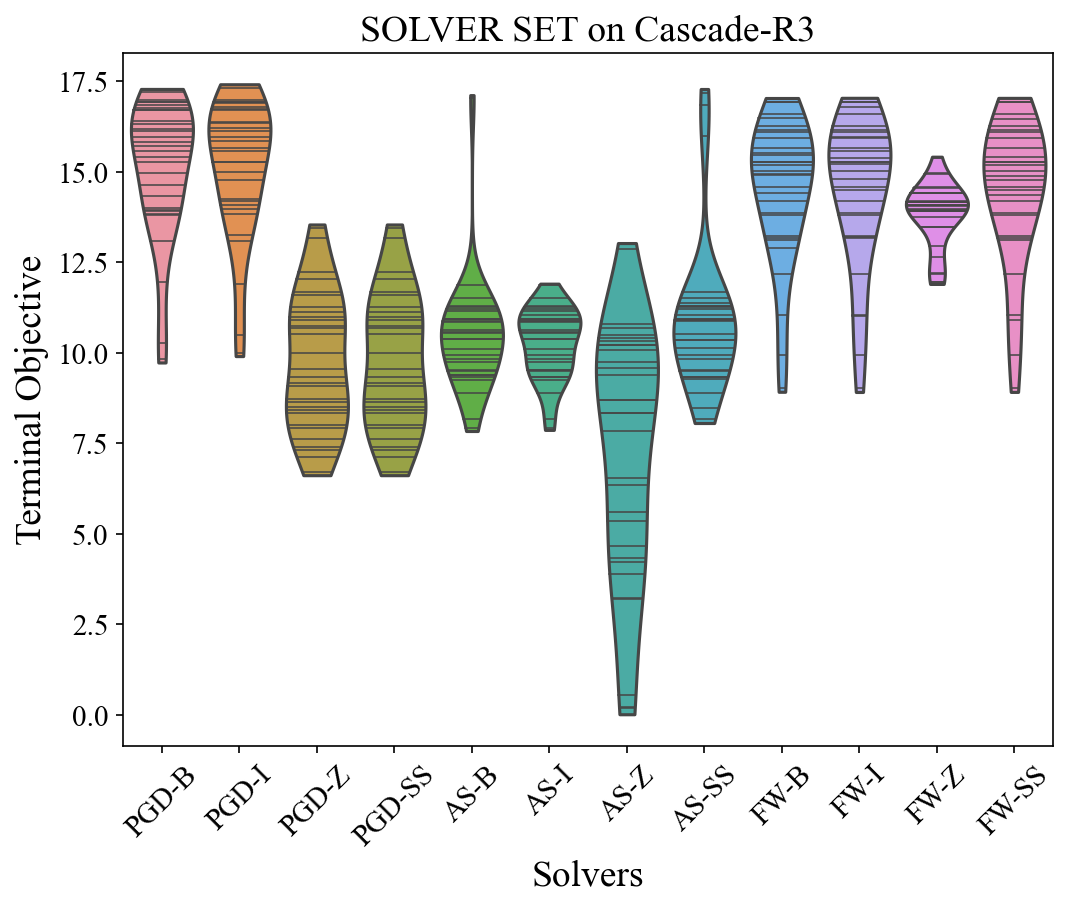 SOLVER SET on Cascade-R3
Terminal Objective
17.5
15.0
12.5
10.0
7.5
5.0
2.5
0.0
PGD-B
PGD-I
PGD-Z
PGD-SS
AS-B
AS-I
AS-Z
AS-SS
FW-B
FW-I
FW-Z
FW-SS
Solvers